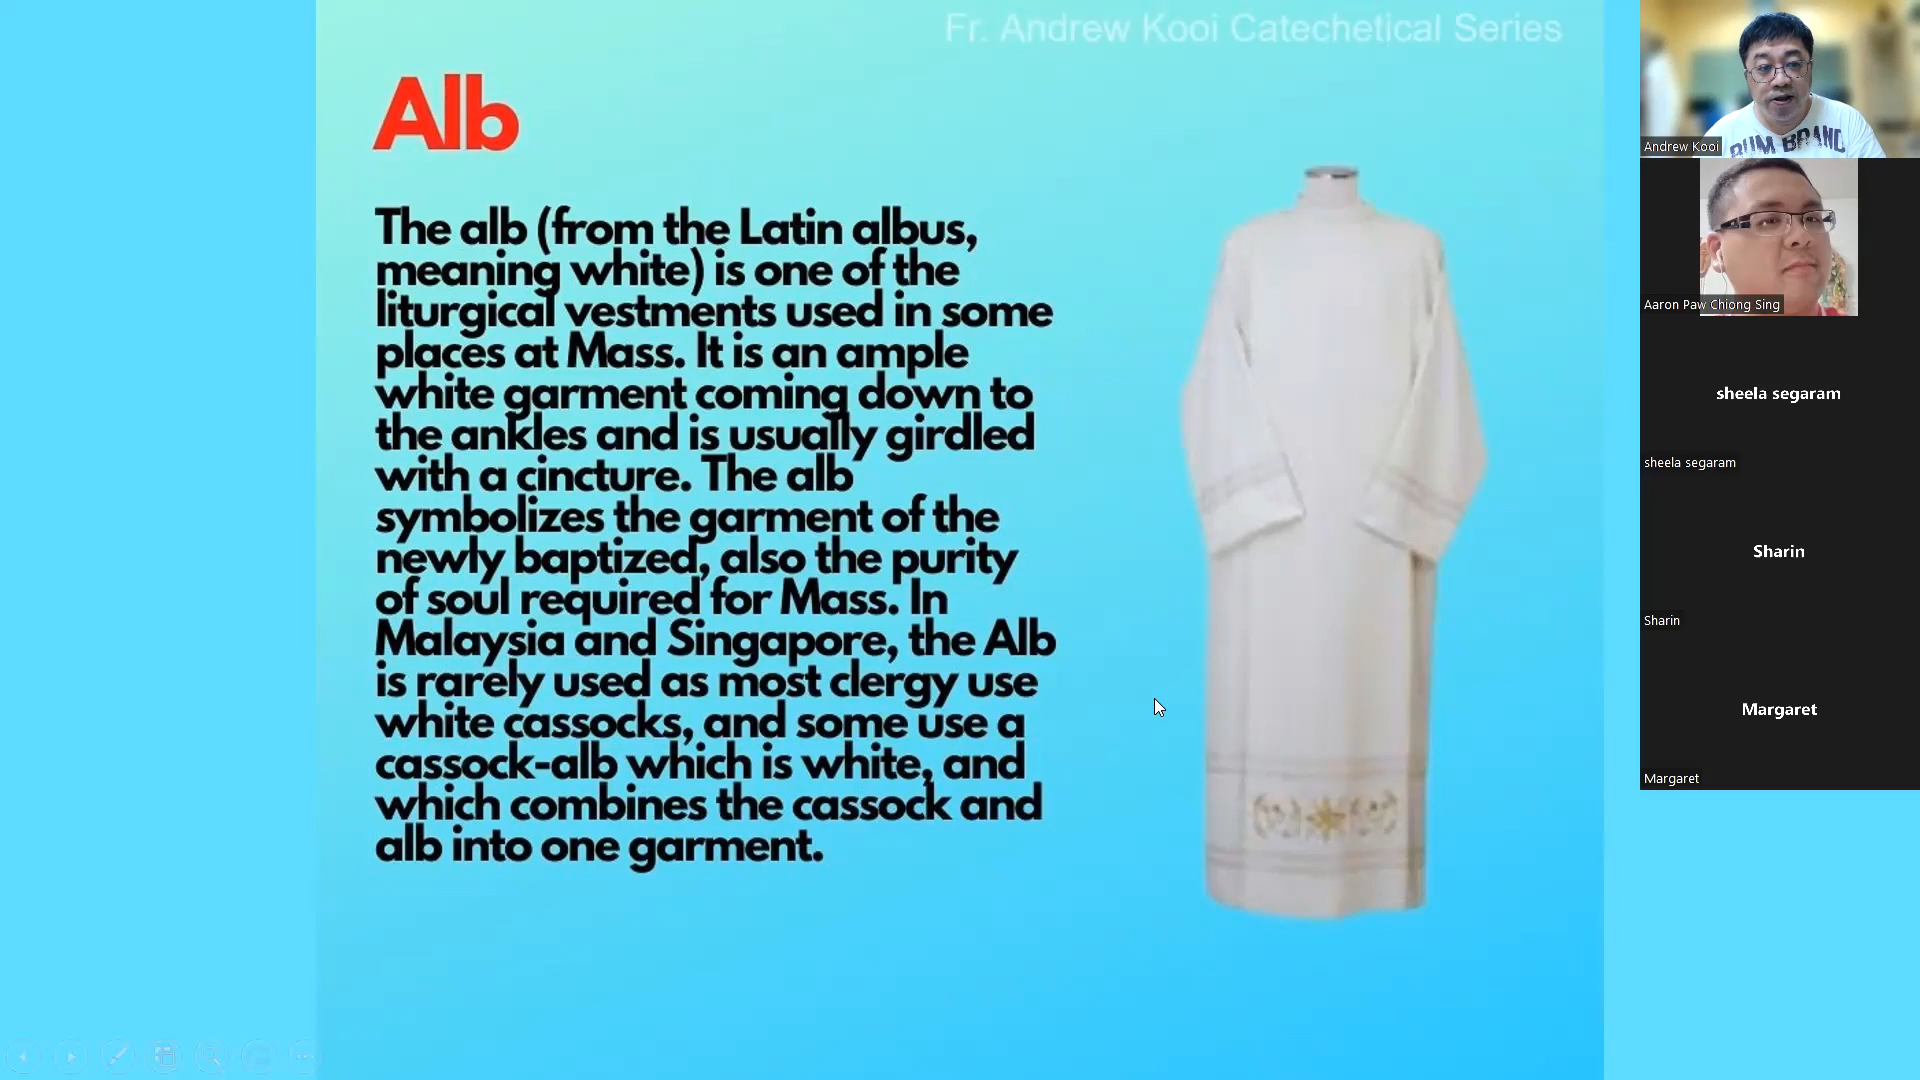 Fr. Andrew Kooi Catechetical Series
Alb
The alb (from the Latin albus,
meaning white) is one of the
liturgical vestments used in some
places at Mass. It is an ample
white garment coming down to
the ankles and is usually girdled
with a cincture. The alb
symbolizes the garment of the
newly baptized, also the purity
of soul required for Mass. In
Malaysia and Singapore, the Alb
is rarely used as most clergy use
white cassocks, and some use a
cassock-alb which is white, and
which combines the cassock and
alb into one garment.
BUM BRAND
Andrew Kooi
Aaron Paw Chiong Sing
sheela segaram
sheela segaram
Sharin
Sharin
Margaret
Margaret